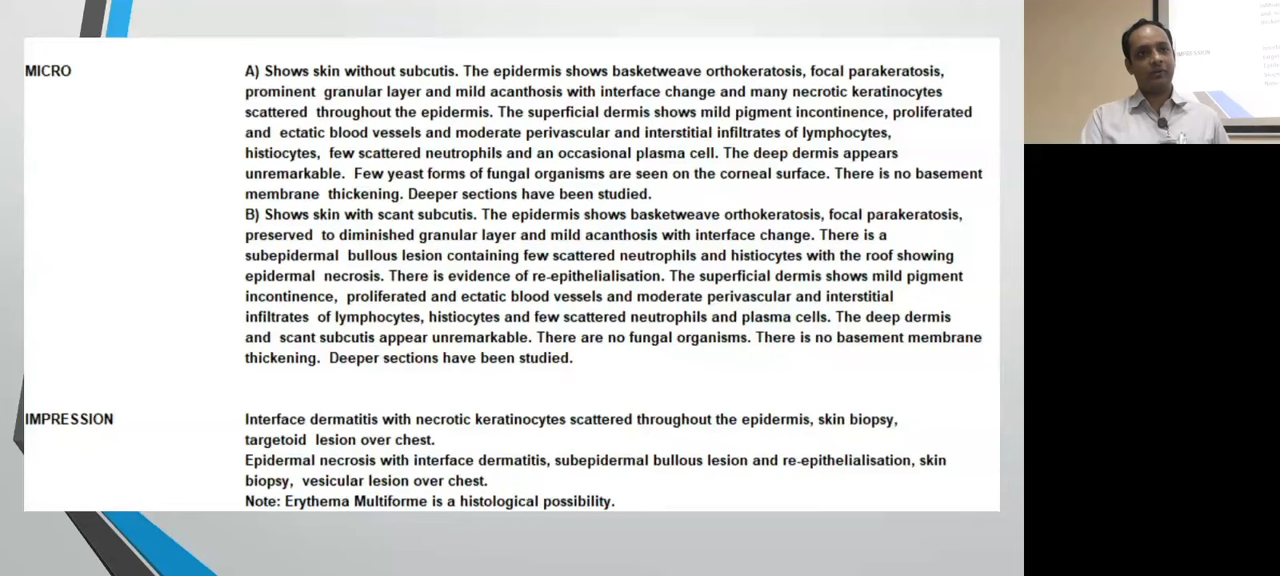 MICRO
A) Shows skin without subcutis. The epidermis shows basketweave orthokeratosis, focal parakeratosis,
prominent granular layer and mild acanthosis with interface change and many necrotic keratinocytes
scattered throughout the epidermis. The superficial dermis shows mild pigment incontinence, proliferated
and ectatic blood vessels and moderate perivascular and interstitial infiltrates of lymphocytes,
histiocytes, few scattered neutrophils and an occasional plasma cell. The deep dermis appears
unremarkable. Few yeast forms of fungal organisms are seen on the corneal surface. There is no basement
membrane thickening. Deeper sections have been studied.
B) Shows skin with scant subcutis. The epidermis shows basketweave orthokeratosis, focal parakeratosis,
preserved to diminished granular layer and mild acanthosis with interface change. There is a
subepidermal bullous lesion containing few scattered neutrophils and histiocytes with the roof showing
epidermal necrosis. There is evidence of re-epithelialisation. The superficial dermis shows mild pigment
incontinence, proliferated and ectatic blood vessels and moderate perivascular and interstitial
infiltrates of lymphocytes, histiocytes and few scattered neutrophils and plasma cells. The deep dermis
and scant subcutis appear unremarkable. There are no fungal organisms. There is no basement membrane
thickening. Deeper sections have been studied.
IMPRESSION
Interface dermatitis with necrotic keratinocytes scattered throughout the epidermis, skin biopsy,
targetoid lesion over chest.
Epidermal necrosis with interface dermatitis, subepidermal bullous lesion and re-epithelialisation, skin
biopsy, vesicular lesion over chest.
Note: Erythema Multiforme is a histological possibility.